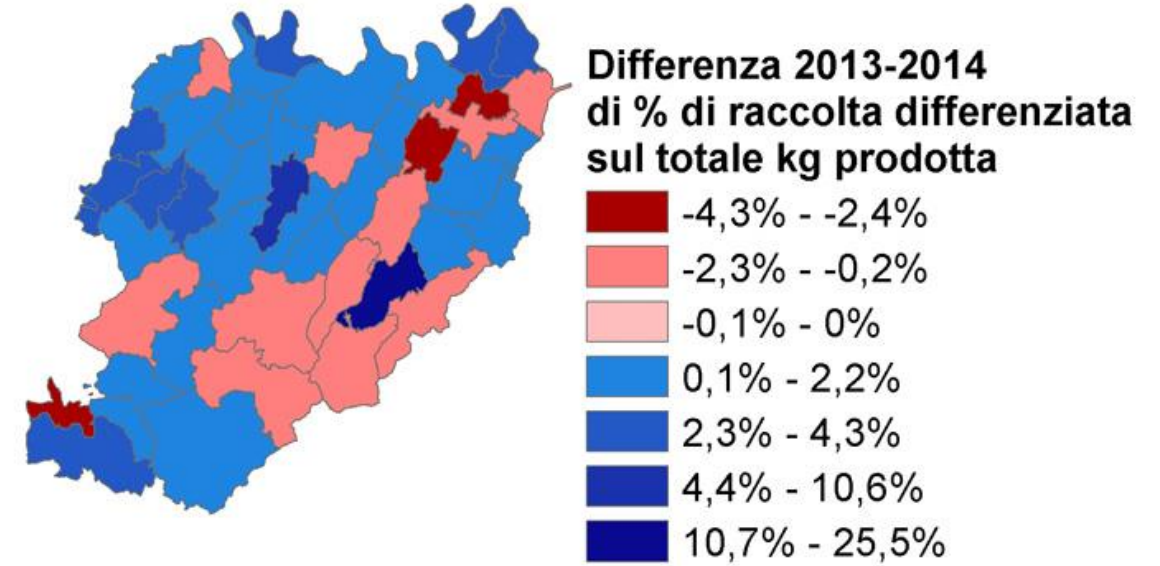 Differenza 2013-2014
di % di raccolta differenziata
sul totale kg prodotta
-4,3% - -2,4%
-2,3% - -0,2%
-0,1% - 0%
0,1% - 2,2%
2,3% - 4,3%
4,4% - 10,6%
10,7% - 25,5%